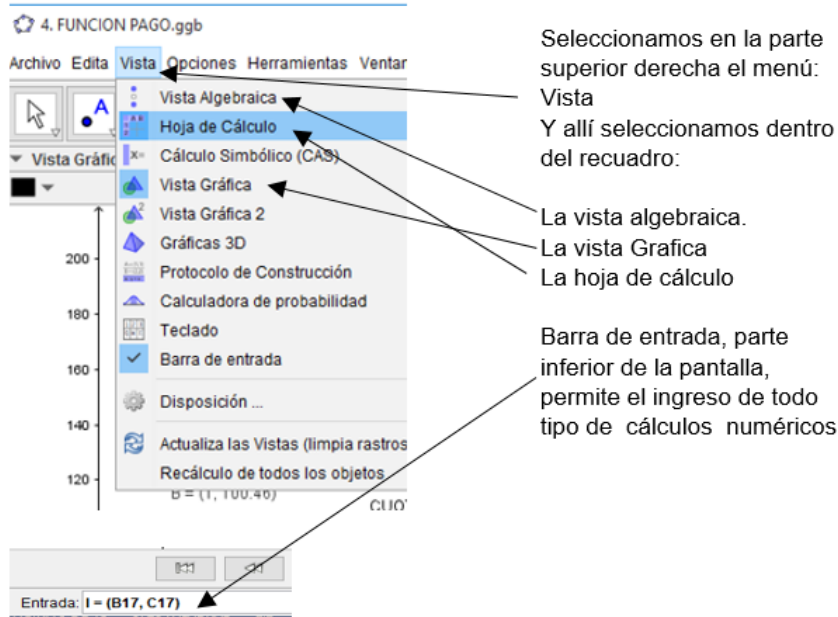 4. FUNCION PAGO.ggb
Archivo Edita Vista Opciones Herramientas Ventar
A
Vista Algebraica
Hoja de Cálculo
x= Cálculo Simbólico (CAS)
Vista Gráfic
Vista Gráfica
2 Vista Gráfica 2
Gráficas 3D
Protocolo de Construcción
Calculadora de probabilidad
Teclado
Barra de entrada
Disposición ...
Actualiza las Vistas (limpia rastros
Recálculo de todos los objetos
200
180
160
140
120
B = (1, 100.46)
CUO
Entrada: I = (B17, C17)
Seleccionamos en la parte
superior derecha el menú:
Vista
Y allí seleccionamos dentro
del recuadro:
La vista algebraica.
La vista Grafica
La hoja de cálculo
Barra de entrada, parte
inferior de la pantalla,
permite el ingreso de todo
tipo de cálculos numéricos